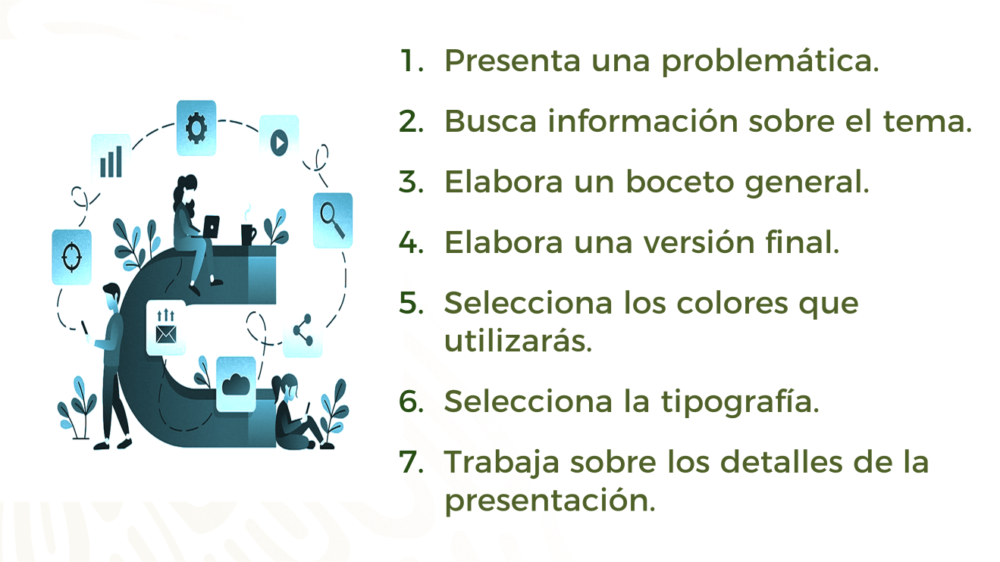 1. Presenta una problemática.
2. Busca información sobre el tema.
3. Elabora un boceto general.
4. Elabora una versión final.
5. Selecciona los colores que
utilizarás.
6. Selecciona la tipografía.
7. Trabaja sobre los detalles de la
presentación.